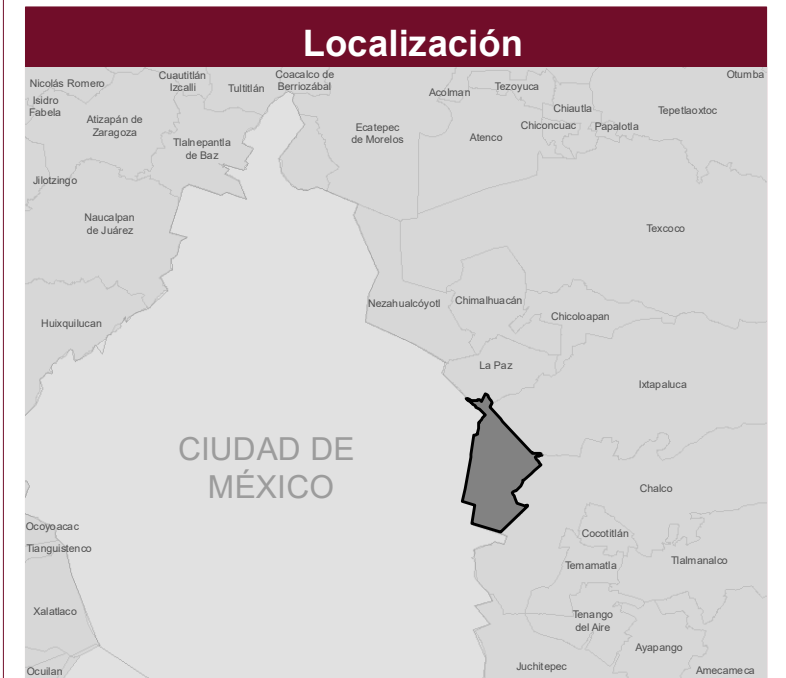 Localización
Nicolás Romero
Cuautitlán
Izcalli
Tultitlán
Coacalco de
Berriozábal
Acolman
Tezoyuca
Otumba
Isidro
Fabela
Atizapán de
Zaragoza
Tlalnepantla
de Baz
Ecatepec
de Morelos
Atenco
Chiautla
Chiconcuac
Papalotla
Tepetlaoxtoc
Jilotzingo
Naucalpan
de Juárez
Texcoco
Huixquilucan
Nezahualcóyotl
Chimalhuacán
Chicoloapan
La Paz
Ixtapaluca
CIUDAD DE
MÉXICO
Chalco
Ocoyoacac
Tianguistenco
Cocotitlán
Temamatla
Tlalmanalco
Xalatlaco
Tenango
del Aire
Ayapango
Ocuilan
Juchitepec
Amecameca